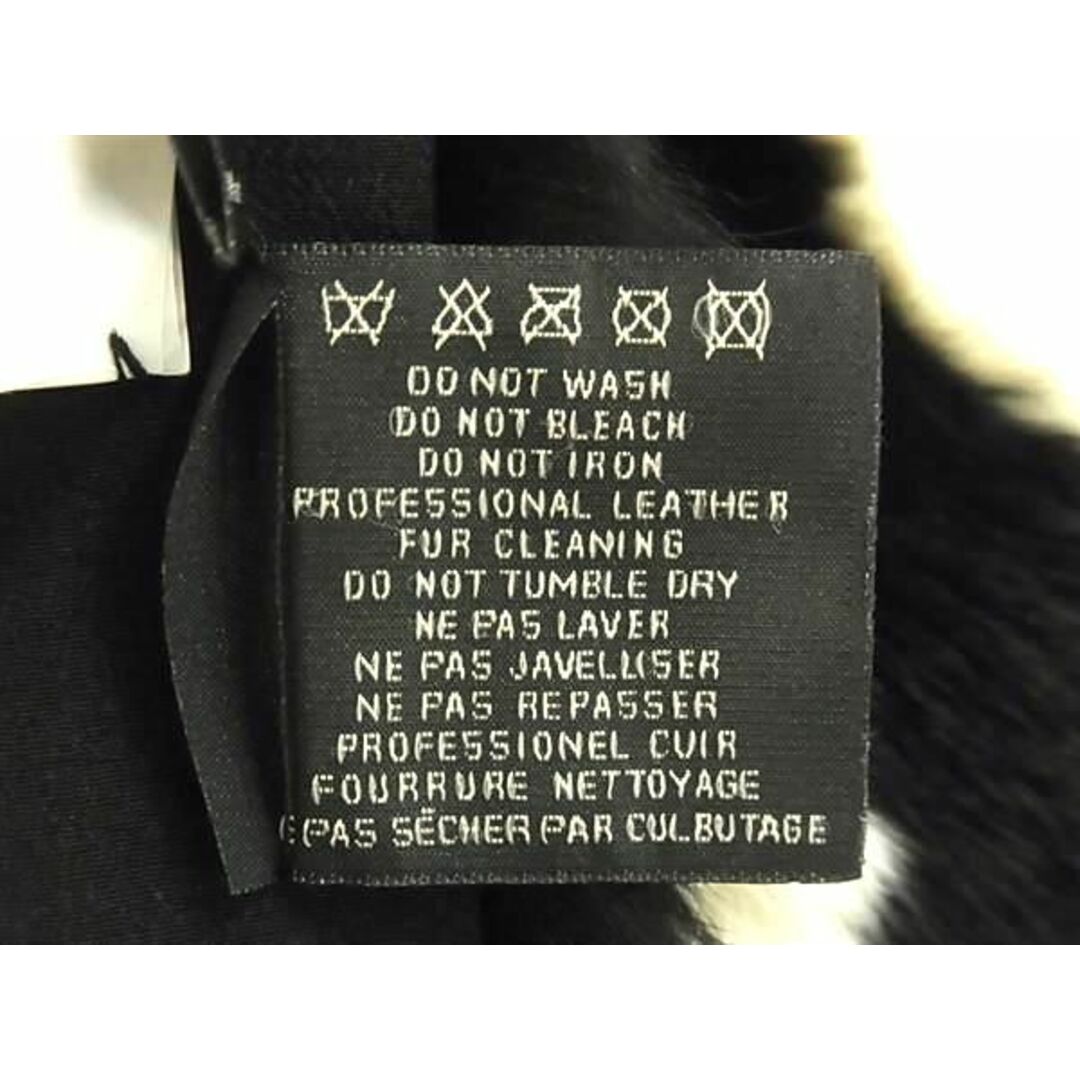 DO NOT WASH
DO NOT BLEACH
DO NOT IRON
PROFESSIONAL LEATHER
FUR CLEANING
DO NOT TUMBLE DRY
NE PAS LAVER
NE PAS JAVELLISER
NE PAS REPASSER
PROFESSIONEL CUIR
FOURRURE NETTOYAGE
E PAS SËCHER PAR CULBUTAGE